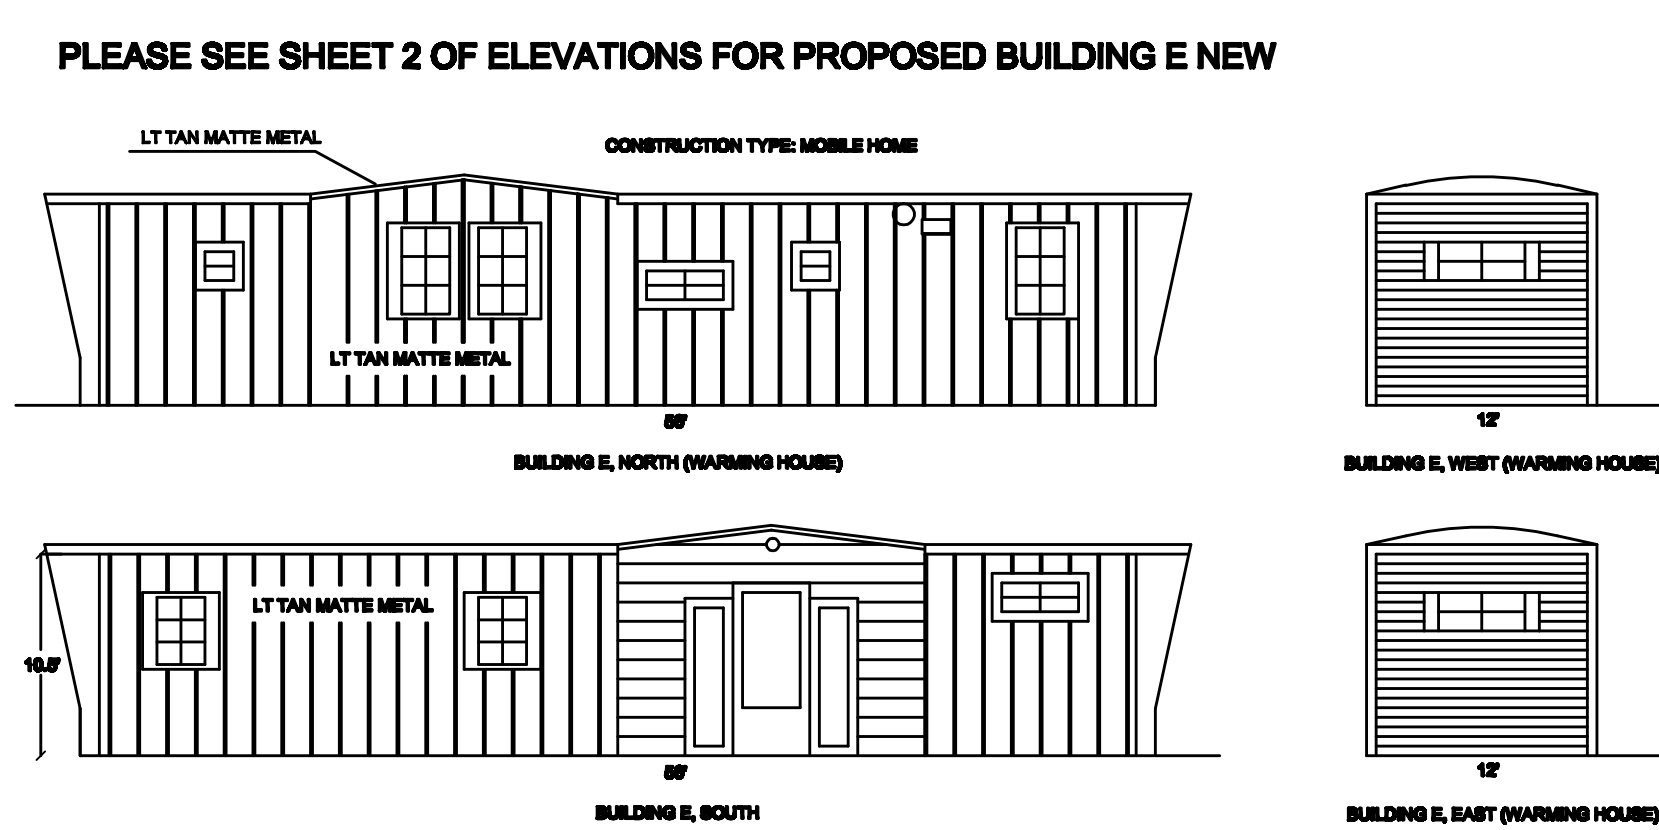 PLEASE SEE SHEET 2 OF ELEVATIONS FOR PROPOSED BUILDING E NEW
LT TAN MATTE METAL
CONSTRUCTION TYPE: MOBILE HOME
LT TAN MATTE METAL
12'
BUILDING E, NORTH (WARMING HOUSE)
BUILDING E, WEST (WARMING HOUSE)
LT TAN MATTE METAL
10.5'
12'
BUILDING E, SOUTH
BUILDING E, EAST (WARMING HOUSE)